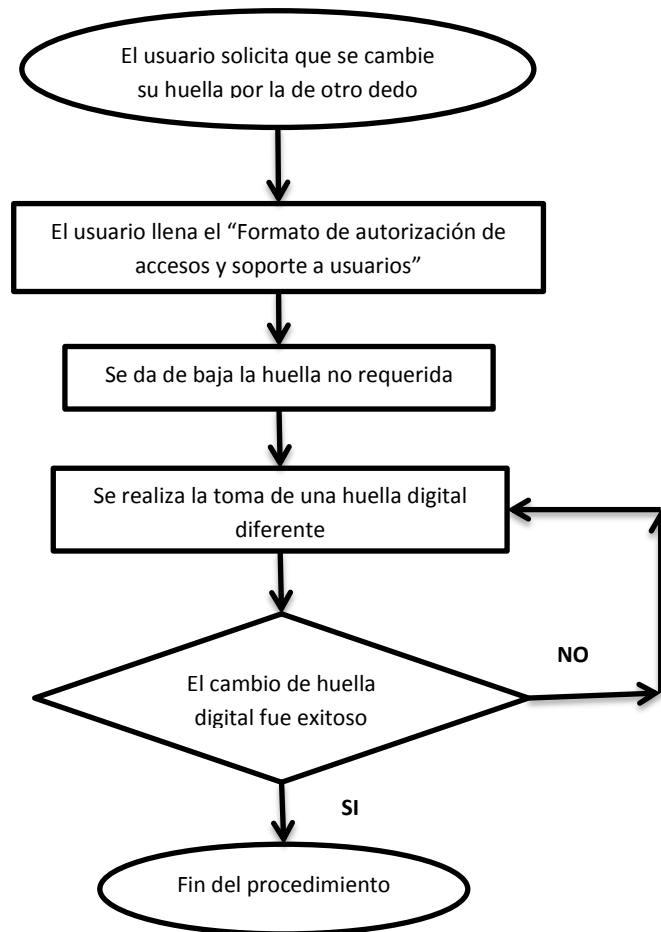 El usuario solicita que se cambie
su huella por la de otro dedo
El usuario llena el “Formato de autorización de
accesos y soporte a usuarios”
Se da de baja la huella no requerida
Se realiza la toma de una huella digital
diferente
NO
El cambio de huella
digital fue exitoso
SI
Fin del procedimiento